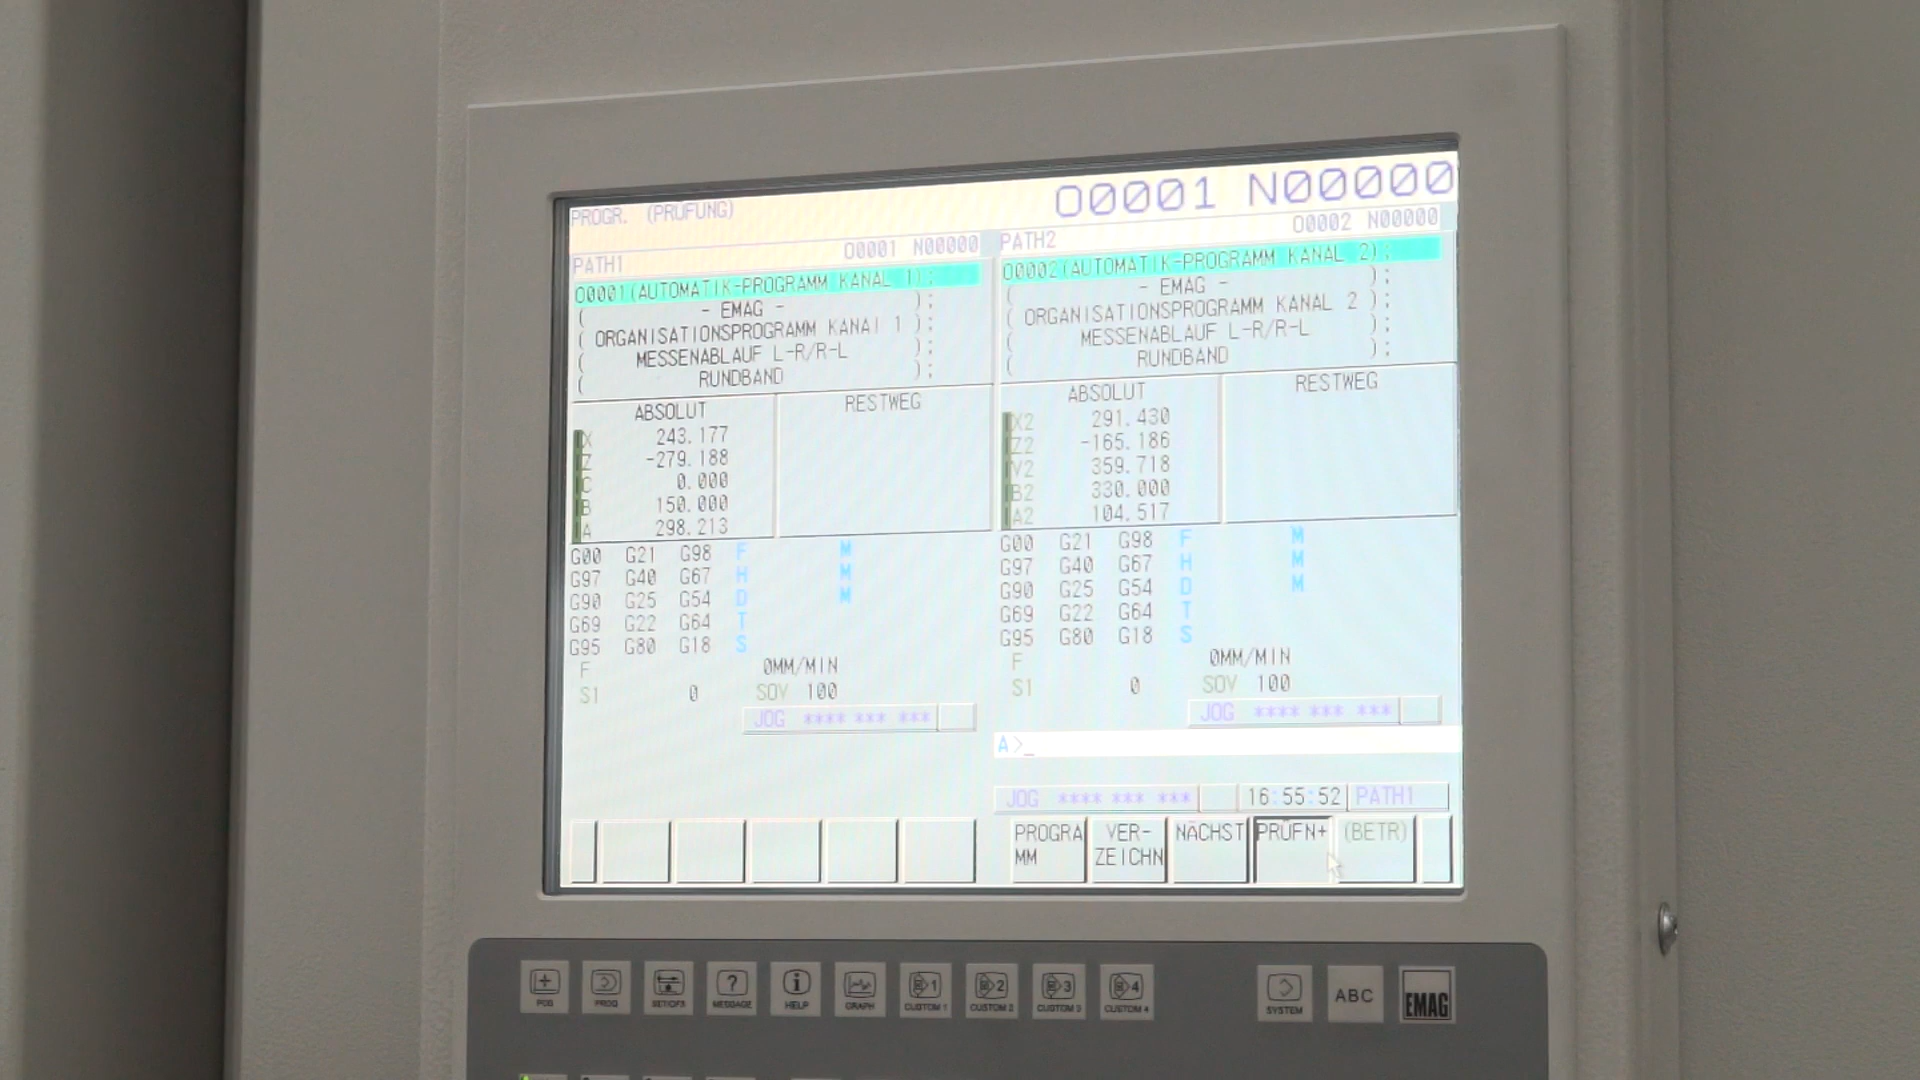 PROGR. (PRÜFUNG)
O0001 N00000
PATH1
O0001 N00000
O0001(AUTOMATIK-PROGRAMM KANAL 1);
( - EMAG - );
( ORGANISATIONSPROGRAMM KANAL 1 );
( MESSENABLAUF L-R/R-L );
( RUNDBAND );
ABSOLUT
RESTWEG
X 243.177
Z -279.188
C 0.000
B 150.000
A 298.213
G00 G21 G98 F M
G97 G40 G67 H M
G90 G25 G54 D M
G69 G22 G64 T
G95 G80 G18 S
F 0MM/MIN
S1 0 SOV 100
JOG **** *** ***
PATH2
O0002 N00000
O0002(AUTOMATIK-PROGRAMM KANAL 2);
( - EMAG - );
( ORGANISATIONSPROGRAMM KANAL 2 );
( MESSENABLAUF L-R/R-L );
( RUNDBAND );
ABSOLUT
RESTWEG
X2 291.430
Z2 -165.186
V2 359.718
B2 330.000
A2 104.517
G00 G21 G98 F M
G97 G40 G67 H M
G90 G25 G54 D M
G69 G22 G64 T
G95 G80 G18 S
F 0MM/MIN
S1 0 SOV 100
JOG **** *** ***
A>_
JOG **** *** *** 16:55:52 PATH1
PROGRA
MM
VER-
ZEICHN
NÄCHST
PRÜFN+
(BETR)
POS
PROG
SET/OFS
? MESSAGE
i HELP
GRAPH
1 CUSTOM 1
2 CUSTOM 2
3 CUSTOM 3
4 CUSTOM 4
SYSTEM
ABC
EMAG